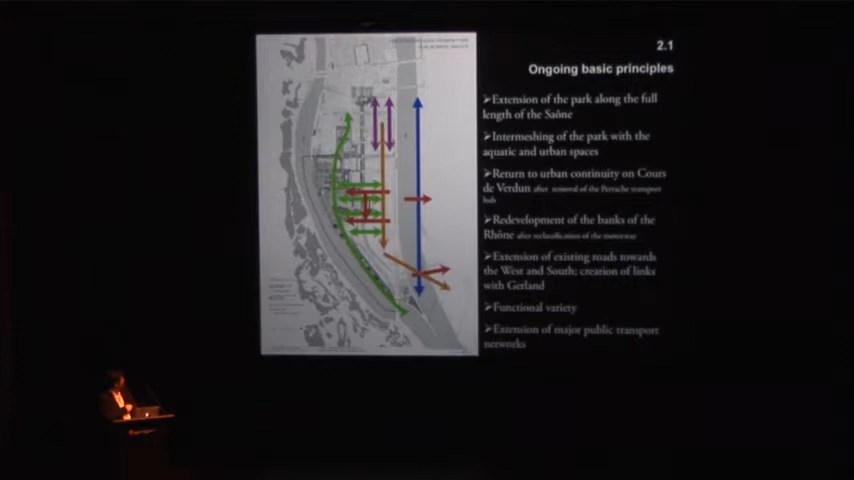 2.1
Ongoing basic principles
➢Extension of the park along the full
length of the Saône
➢Intermeshing of the park with the
aquatic and urban spaces
➢Return to urban continuity on Cours
de Verdun after removal of the Perrache transport
hub
➢Redevelopment of the banks of the
Rhône after reclassification of the motorway
➢Extension of existing roads towards
the West and South: creation of links
with Gerland
➢Functional variety
➢Extension of major public transport
networks